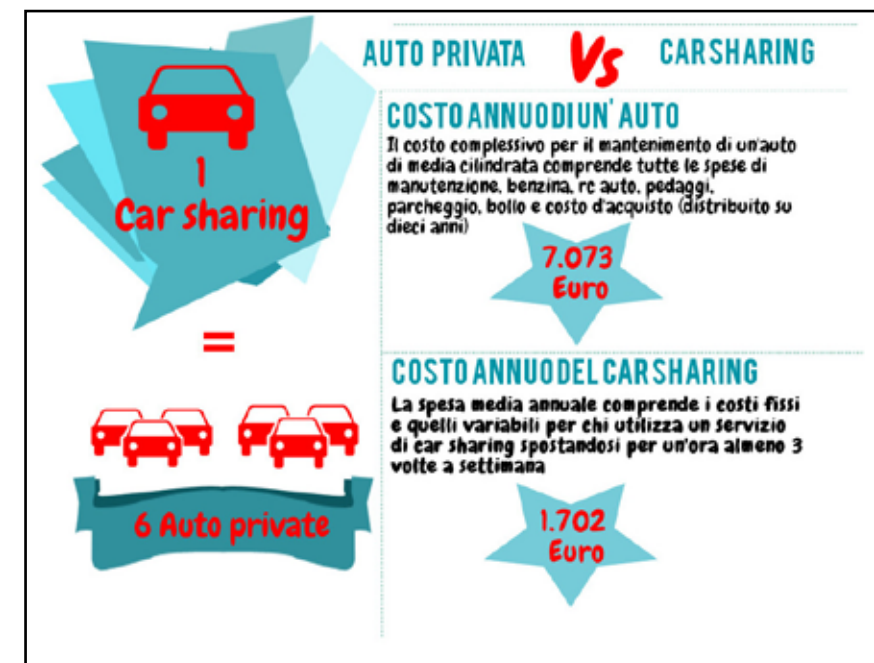 1
Car sharing
=
6 Auto private
AUTO PRIVATA Vs CAR SHARING
COSTO ANNUO DI UN' AUTO
Il costo complessivo per il mantenimento di un'auto
di media cilindrata comprende tutte le spese di
manutenzione, benzina, rc auto, pedaggi,
parcheggio, bollo e costo d'acquisto (distribuito su
dieci anni)
7.073
Euro
COSTO ANNUO DEL CAR SHARING
La spesa media annuale comprende i costi fissi
e quelli variabili per chi utilizza un servizio
di car sharing spostandosi per un'ora almeno 3
volte a settimana
1.702
Euro